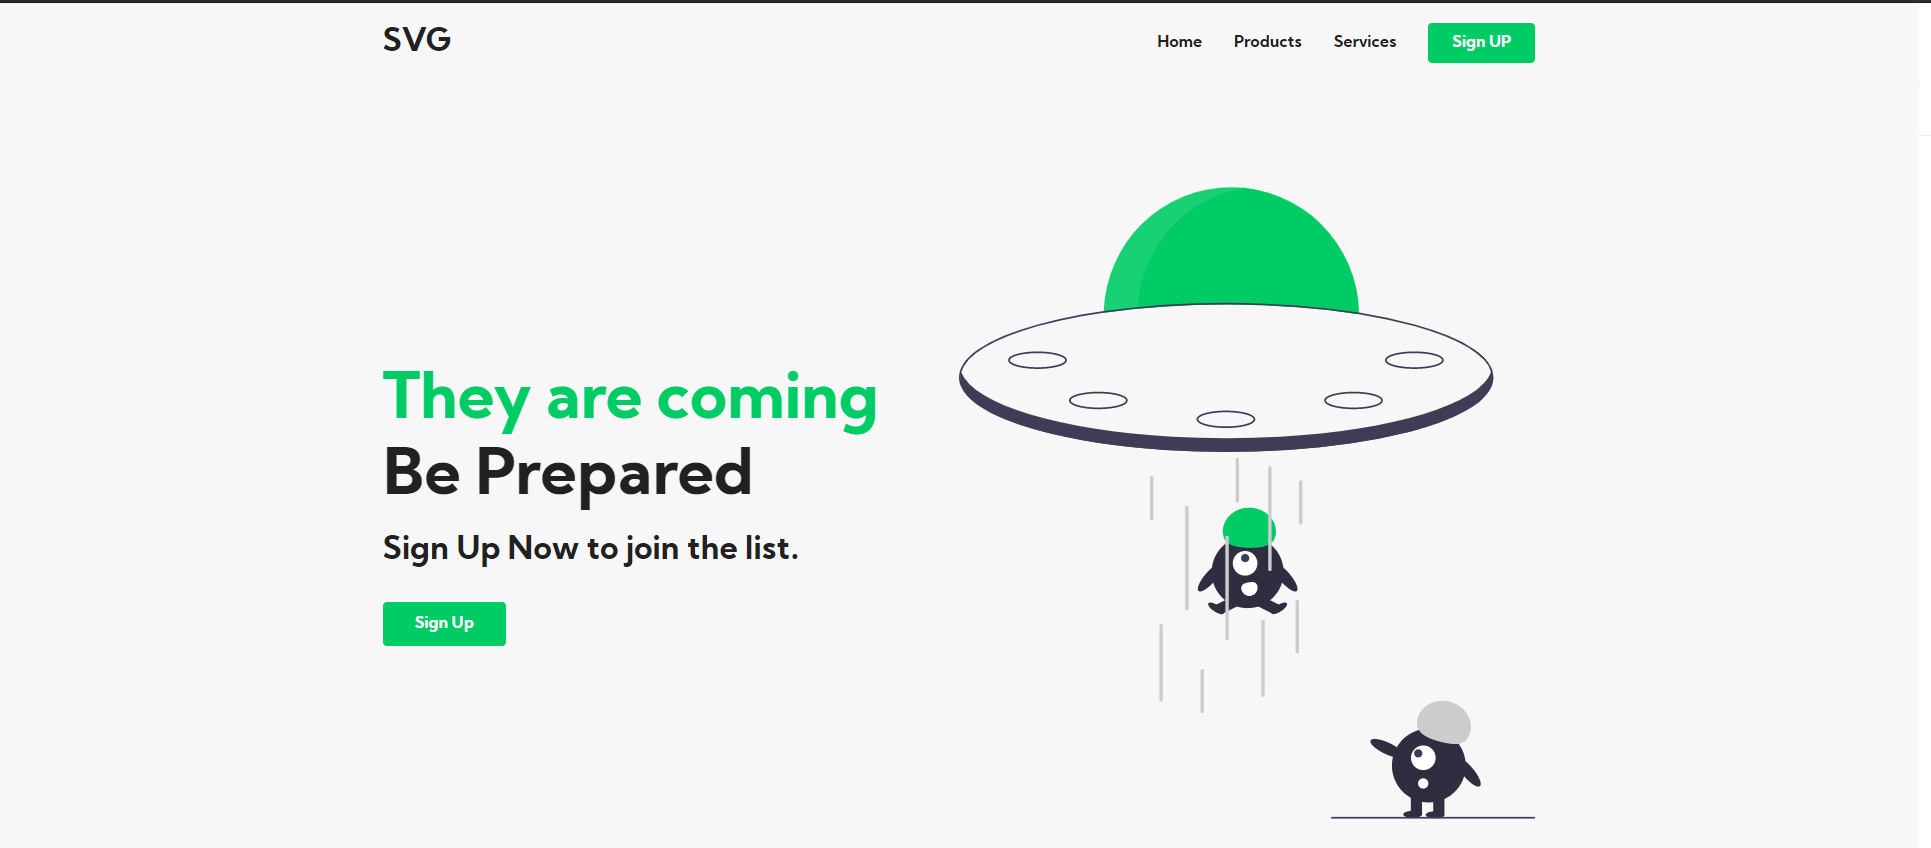 SVG
Home Products Services Sign UP
They are coming
Be Prepared
Sign Up Now to join the list.
Sign Up